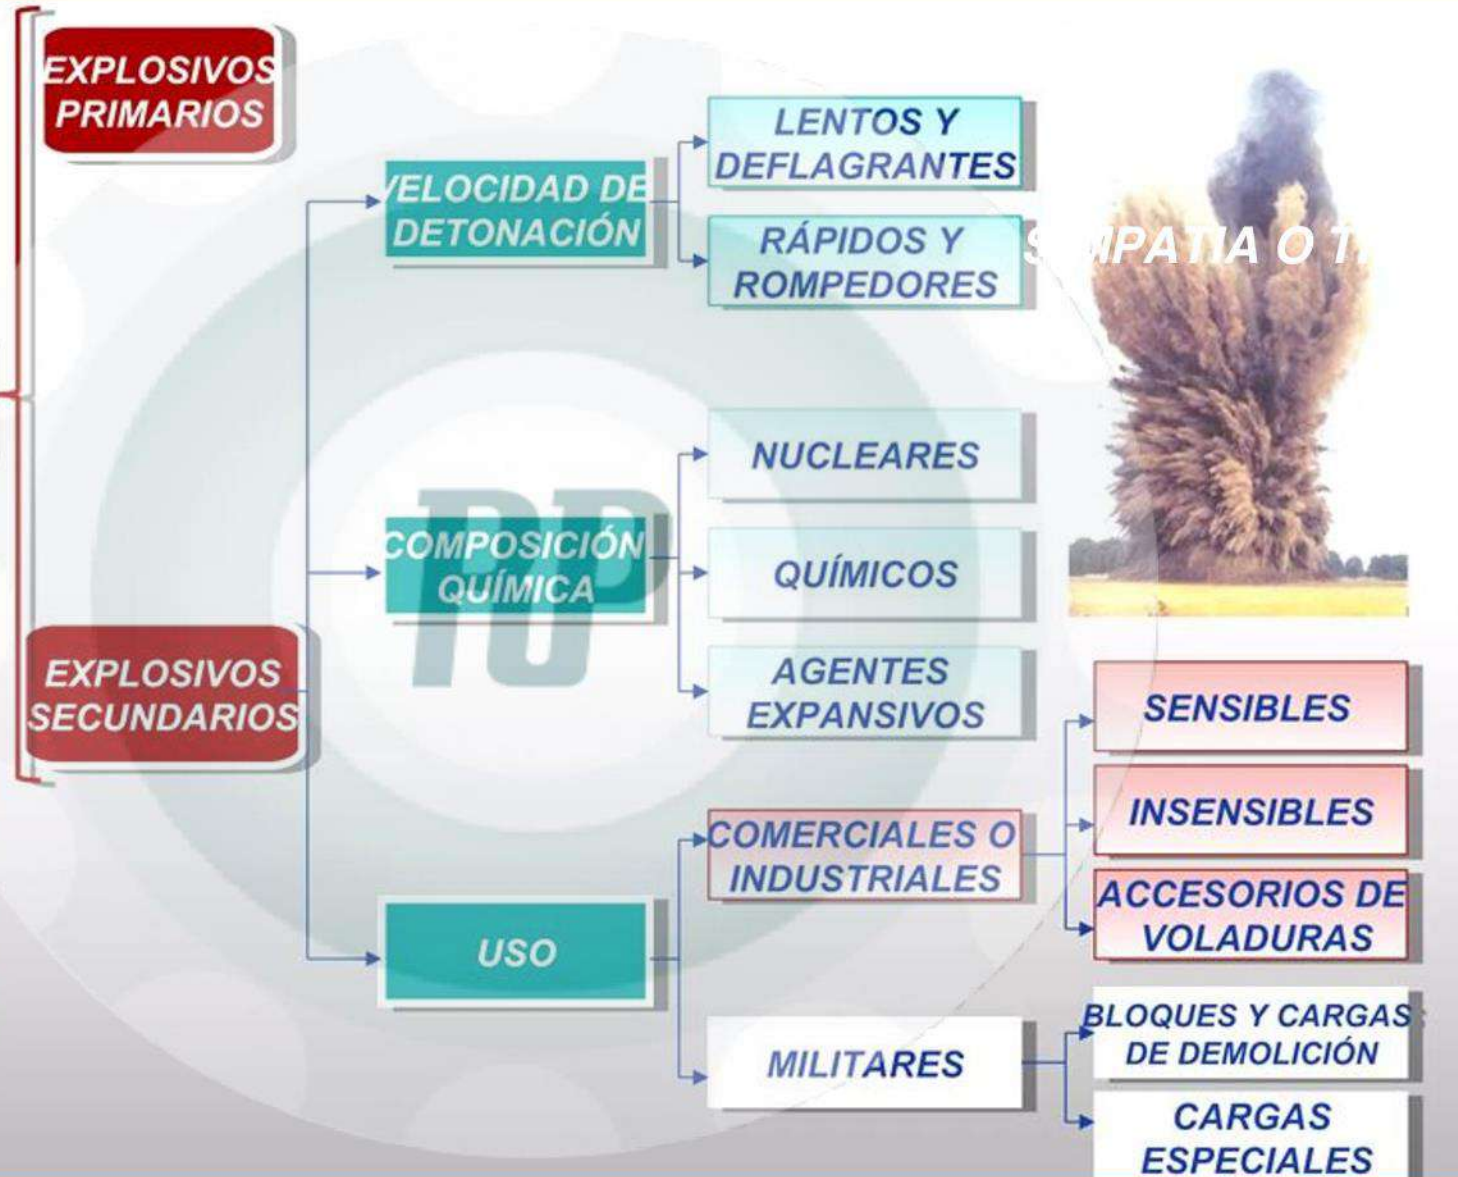 EXPLOSIVOS
PRIMARIOS
EXPLOSIVOS
SECUNDARIOS
VELOCIDAD DE
DETONACIÓN
LENTOS Y
DEFLAGRANTES
RÁPIDOS Y
ROMPEDORES
SIMPATIA O
COMPOSICIÓN
QUÍMICA
NUCLEARES
QUÍMICOS
AGENTES
EXPANSIVOS
USO
COMERCIALES O
INDUSTRIALES
SENSIBLES
INSENSIBLES
ACCESORIOS DE
VOLADURAS
MILITARES
BLOQUES Y CARGAS
DE DEMOLICIÓN
CARGAS
ESPECIALES